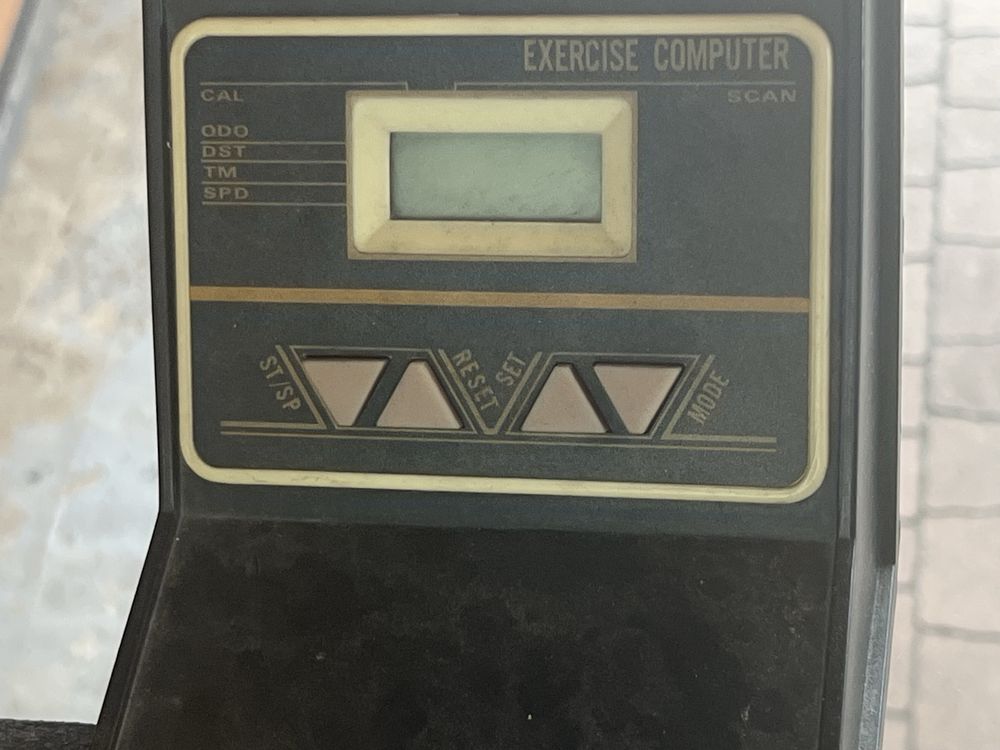 EXERCISE COMPUTER
CAL
SCAN
ODO
DST
TM
SPD
ST/SP
RESET
SET
MODE